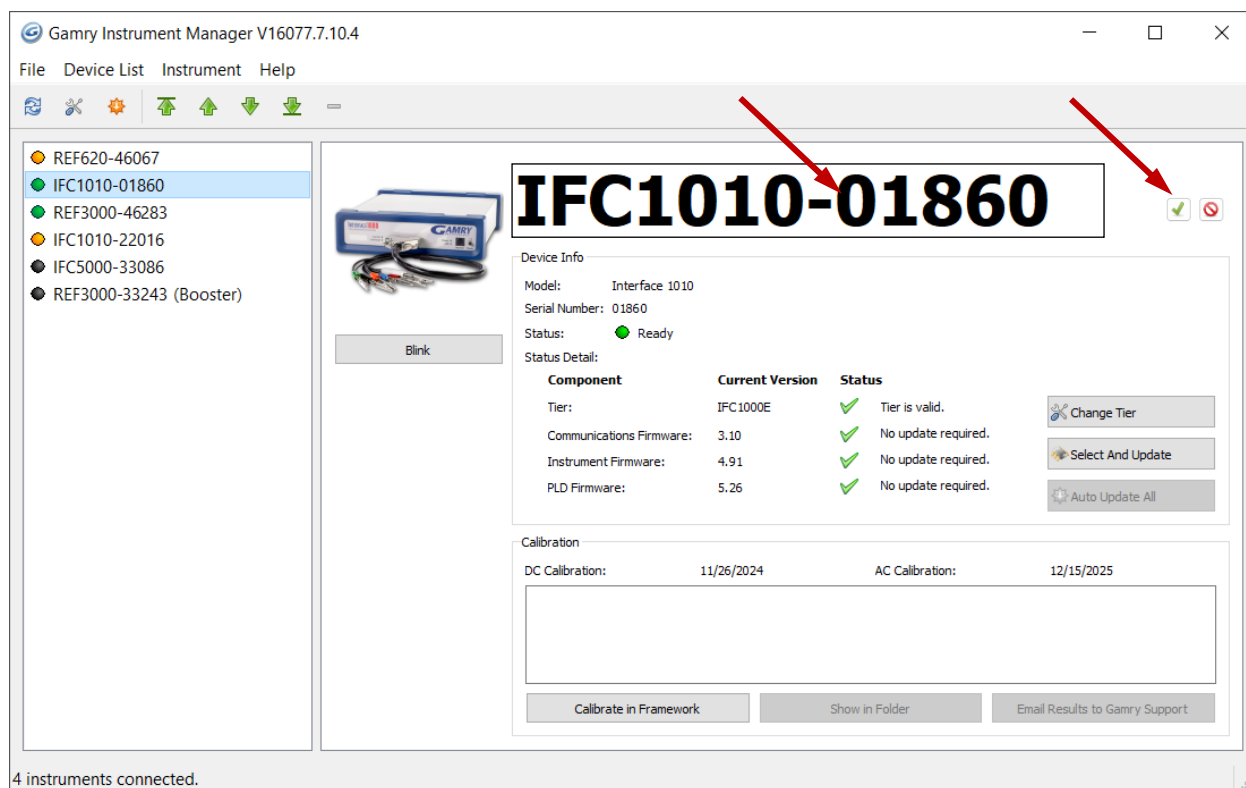 Gamry Instrument Manager V16077.7.10.4
File Device List Instrument Help
REF620-46067
IFC1010-01860
REF3000-46283
IFC1010-22016
IFC5000-33086
REF3000-33243 (Booster)
GAMRY
Blink
IFC1010-01860
Device Info
Model: Interface 1010
Serial Number: 01860
Status: Ready
Status Detail:
Component Current Version Status
Tier: IFC1000E Tier is valid.
Change Tier
Communications Firmware: 3.10 No update required.
Instrument Firmware: 4.91 No update required.
Select And Update
PLD Firmware: 5.26 No update required.
Auto Update All
Calibration
DC Calibration: 11/26/2024 AC Calibration: 12/15/2025
Calibrate in Framework Show in Folder Email Results to Gamry Support
4 instruments connected.